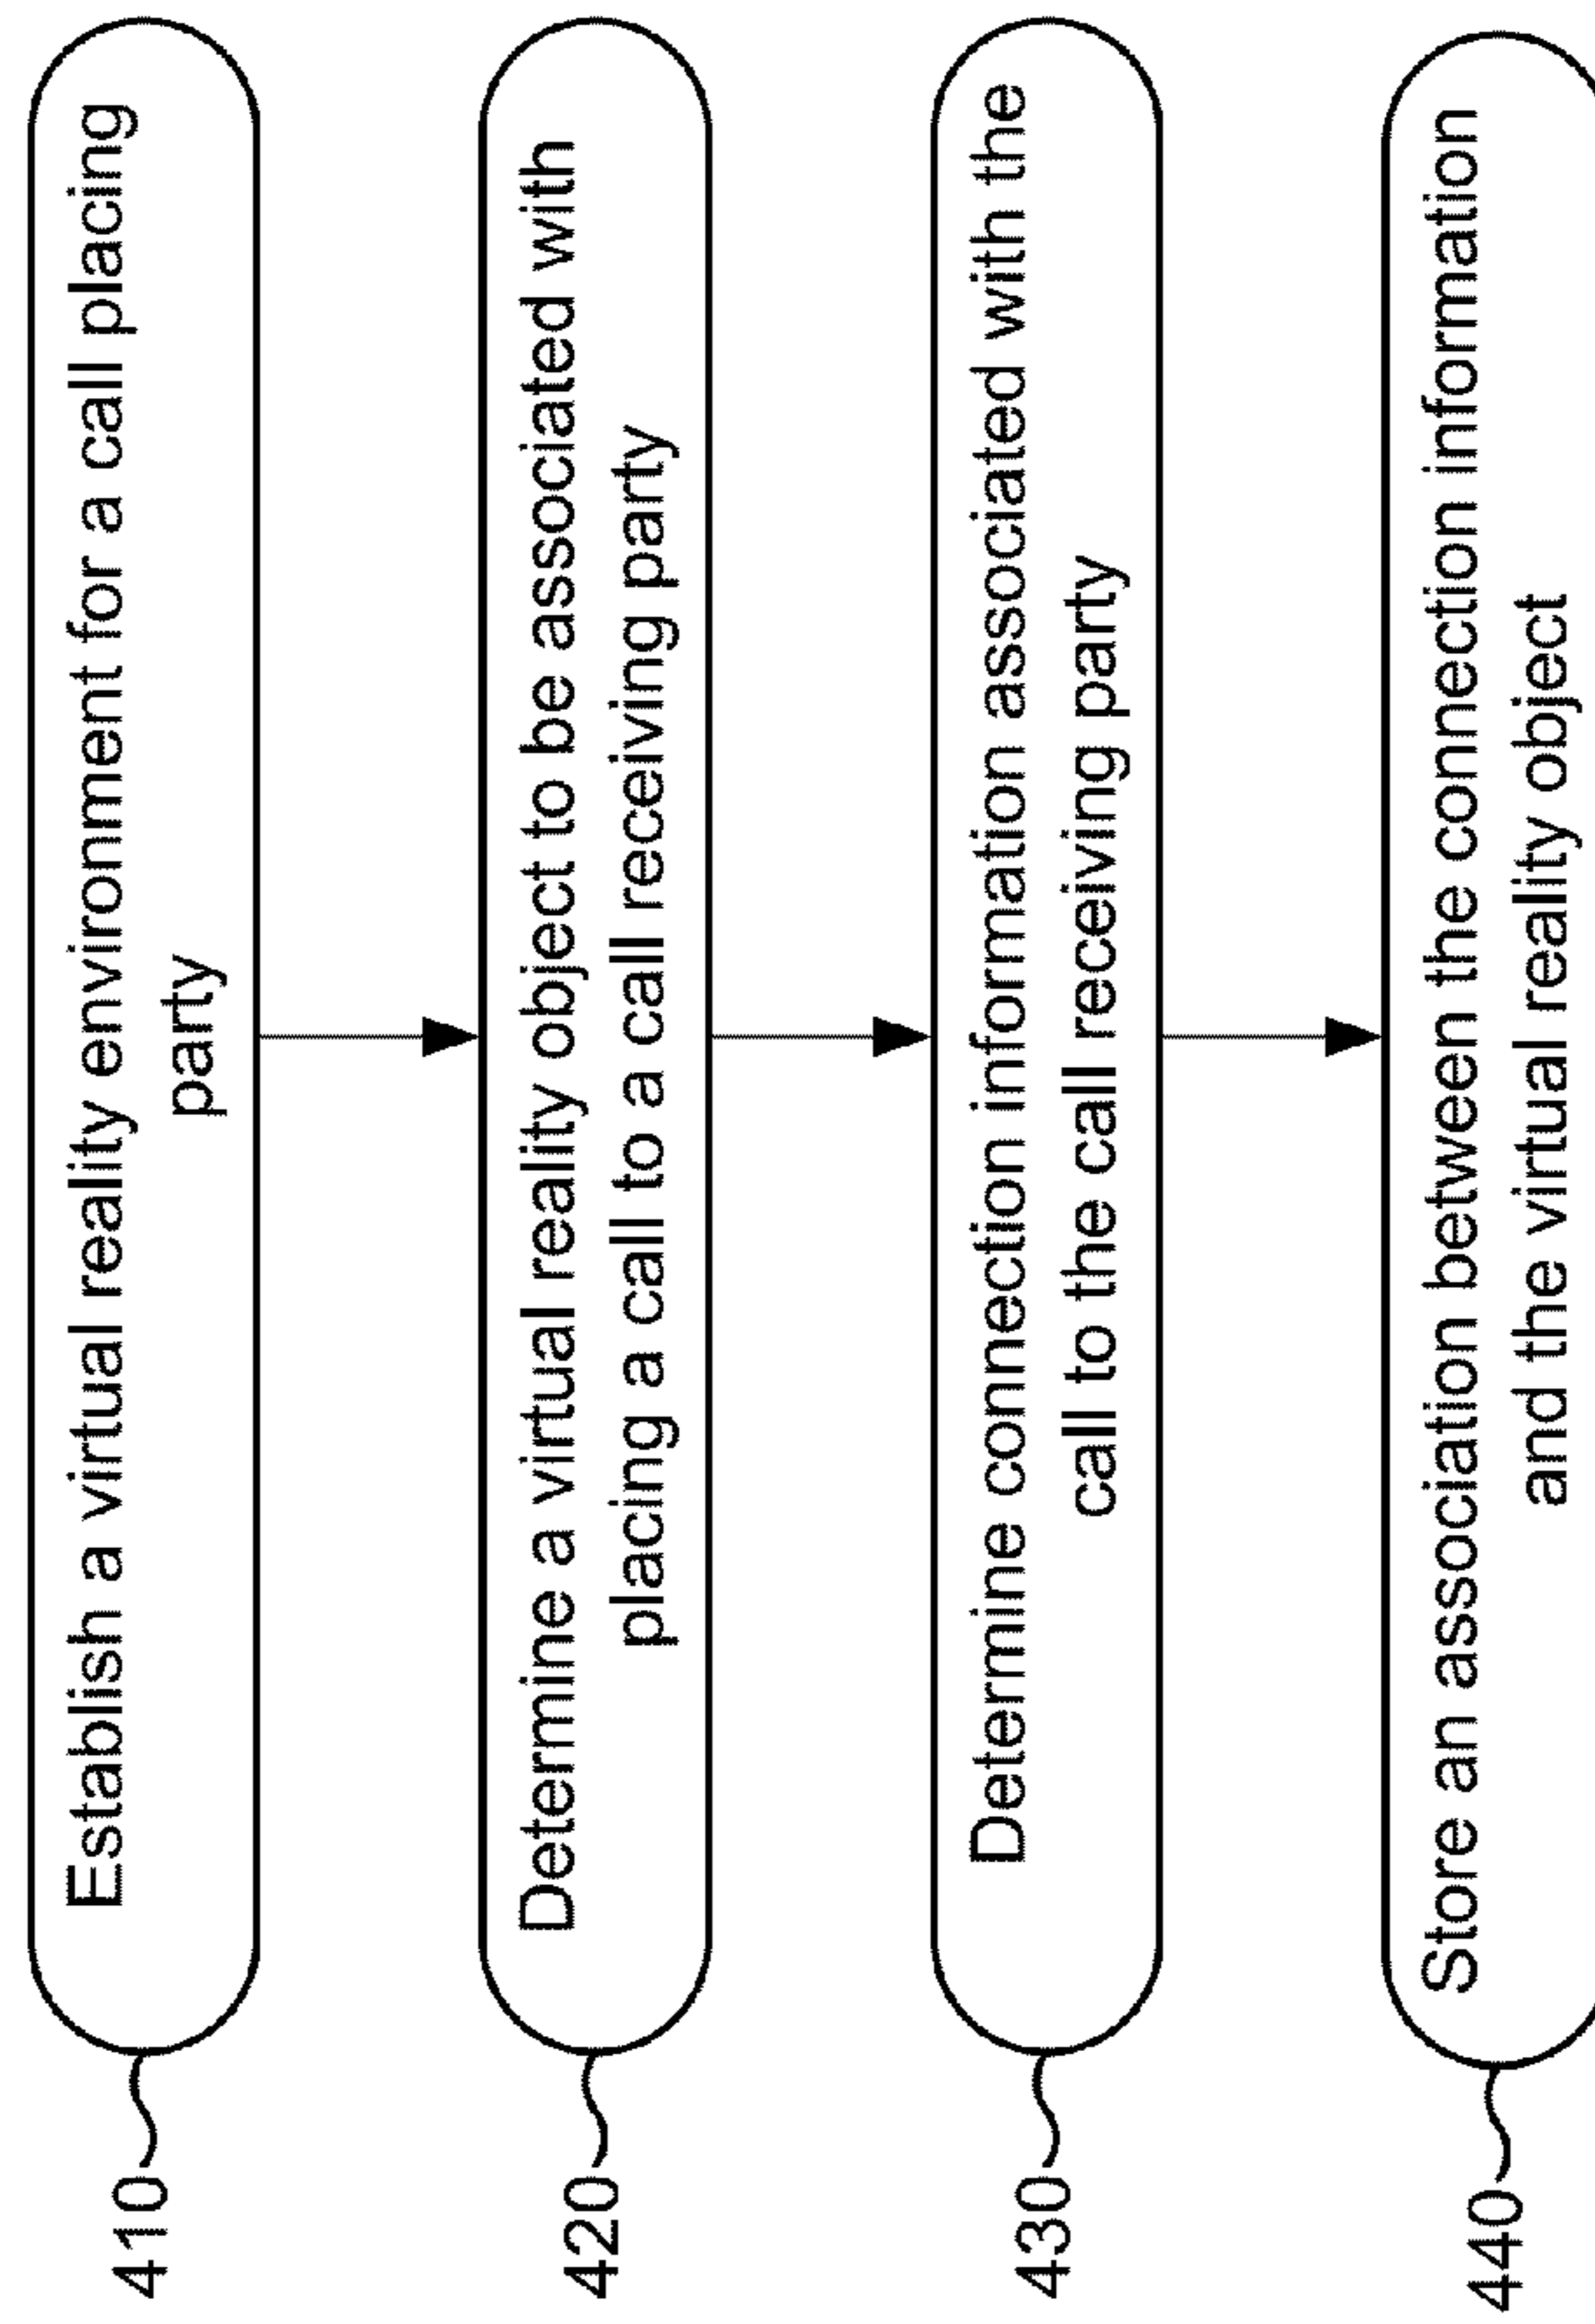 410
Establish a virtual reality environment for a call placing
party
420
Determine a virtual reality object to be associated with
placing a call to a call receiving party
430
Determine connection information associated with the
call to the call receiving party
440
Store an association between the connection information
and the virtual reality object